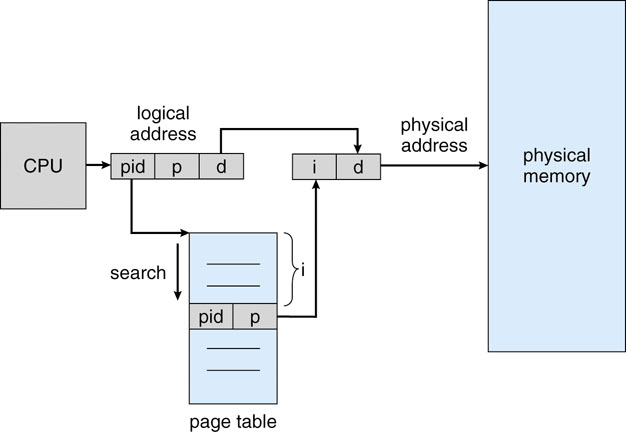 logical
address
physical
address
CPU
pid p d
i d
physical
memory
search
i
pid p
page table